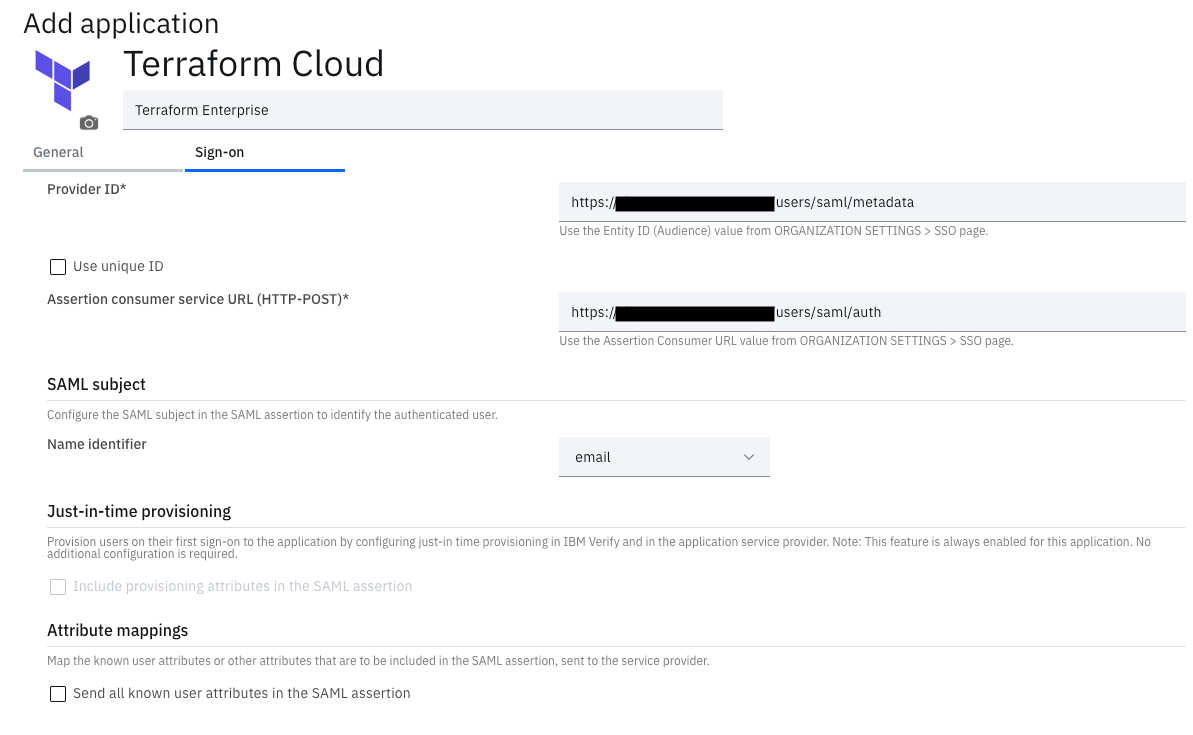 Add application
Terraform Cloud
Terraform Enterprise
General
Sign-on
Provider ID*
https:// users/saml/metadata
Use the Entity ID (Audience) value from ORGANIZATION SETTINGS > SSO page.
Use unique ID
Assertion consumer service URL (HTTP-POST)*
https:// users/saml/auth
Use the Assertion Consumer URL value from ORGANIZATION SETTINGS > SSO page.
SAML subject
Configure the SAML subject in the SAML assertion to identify the authenticated user.
Name identifier
email
Just-in-time provisioning
Provision users on their first sign-on to the application by configuring just-in time provisioning in IBM Verify and in the application service provider. Note: This feature is always enabled for this application. No
additional configuration is required.
Include provisioning attributes in the SAML assertion
Attribute mappings
Map the known user attributes or other attributes that are to be included in the SAML assertion, sent to the service provider.
Send all known user attributes in the SAML assertion